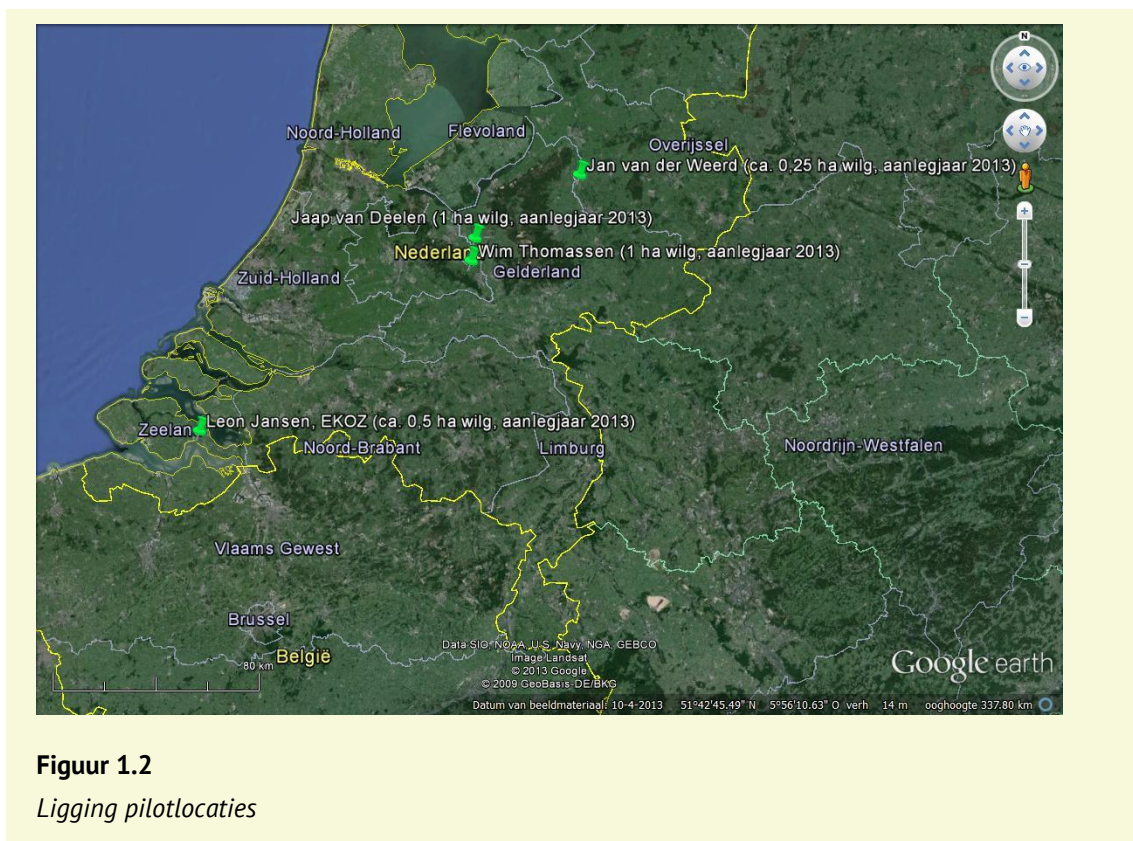 N
Noord-Holland
Flevoland
Overijssel
Jan van der Weerd (ca. 0,25 ha wilg, aanlegjaar 2013)
Jaap van Deelen (1 ha wilg, aanlegjaar 2013)
Nederlan
Wim Thomassen (1 ha wilg, aanlegjaar 2013)
Gelderland
Zuid-Holland
Zeelan
Leon Jansen, EKOZ (ca. 0,5 ha wilg, aanlegjaar 2013)
Noord-Brabant
Limburg
Noordrijn-Westfalen
Vlaams Gewest
Brussel
België
80 km
Data SIO, NOAA, U.S. Navy, NGA, GEBCO
Image Landsat
© 2013 Google
© 2009 GeoBasis-DE/BKG
Google earth
Datum van beeldmateriaal: 10-4-2013 51°42'45.49" N 5°56'10.63" O verh 14 m ooghoogte 337.80 km
Figuur 1.2
Ligging pilotlocaties